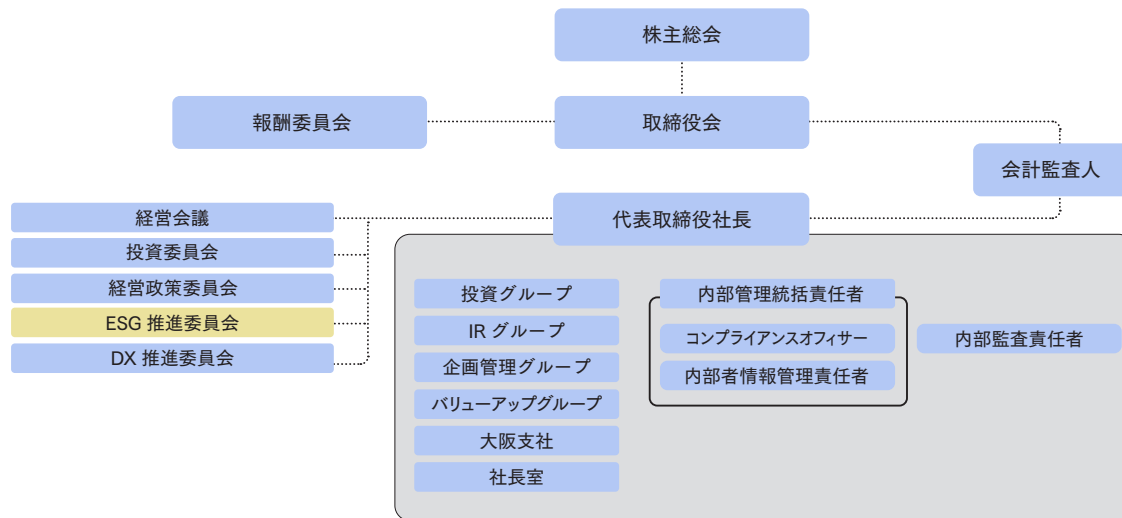 株主総会
報酬委員会
取締役会
会計監査人
代表取締役社長
経営会議
投資委員会
経営政策委員会
ESG 推進委員会
DX 推進委員会
投資グループ
IR グループ
企画管理グループ
バリューアップグループ
大阪支社
社長室
内部管理統括責任者
コンプライアンスオフィサー
内部者情報管理責任者
内部監査責任者